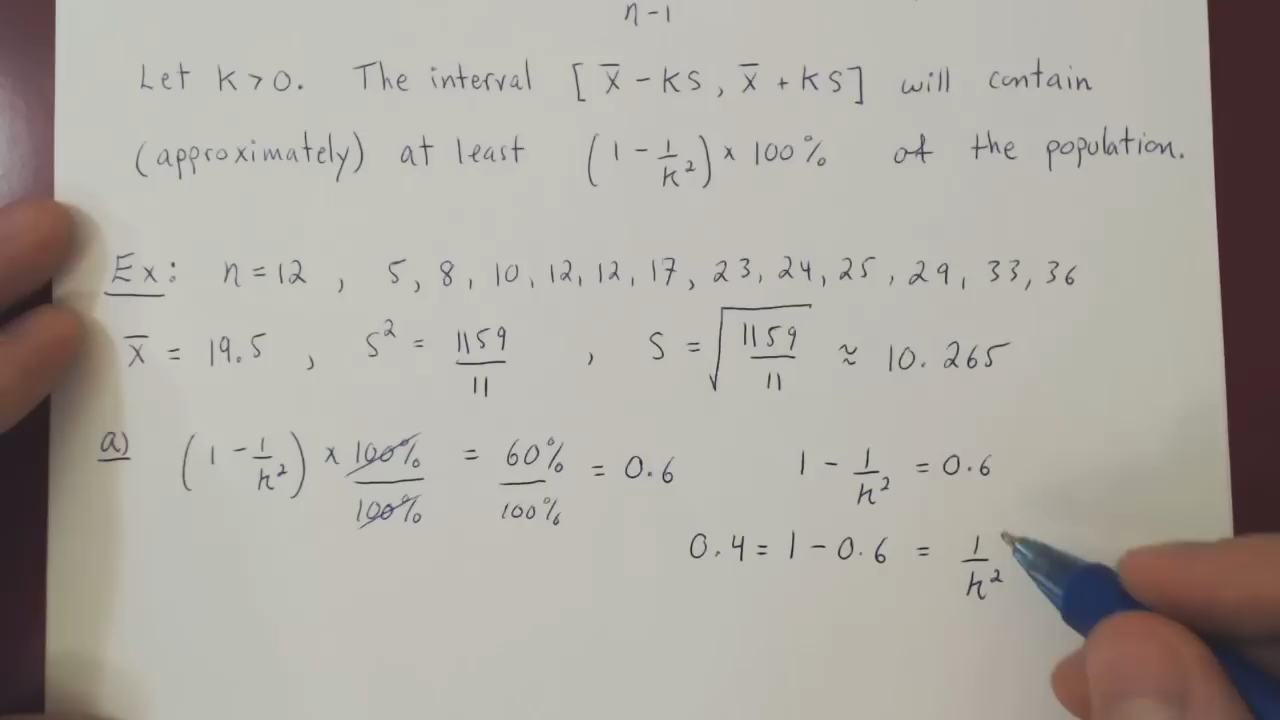 n-1
Let K > 0. The interval [x̄ - KS, x̄ + KS] will contain
(approximately) at least (1 - 1/K²) × 100% of the population.
Ex: n = 12, 5, 8, 10, 12, 12, 17, 23, 24, 25, 29, 33, 36
x̄ = 19.5, S² = 1159/11, S = √(1159/11) ≈ 10.265
a) (1 - 1/K²) × 100%/100% = 60%/100% = 0.6 1 - 1/K² = 0.6
0.4 = 1 - 0.6 = 1/K²